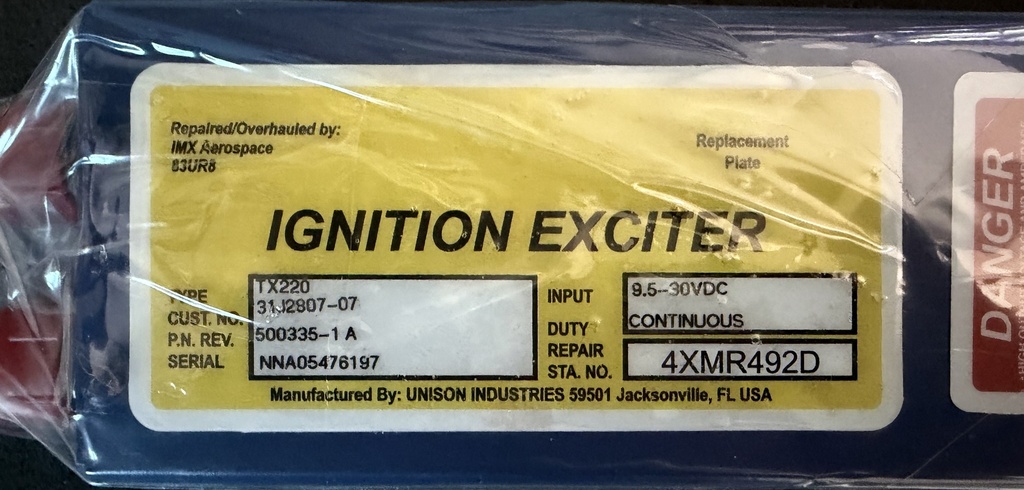 Repaired/Overhauled by:
IMX Aerospace
83UR8
Replacement
Plate
IGNITION EXCITER
TYPE TX220
CUST. NO. 31J2807-07
P.N. REV. 500335-1 A
SERIAL NNA05476197
INPUT 9.5-30VDC
DUTY CONTINUOUS
REPAIR
STA. NO. 4XMR492D
Manufactured By: UNISON INDUSTRIES 59501 Jacksonville, FL USA
DANGER